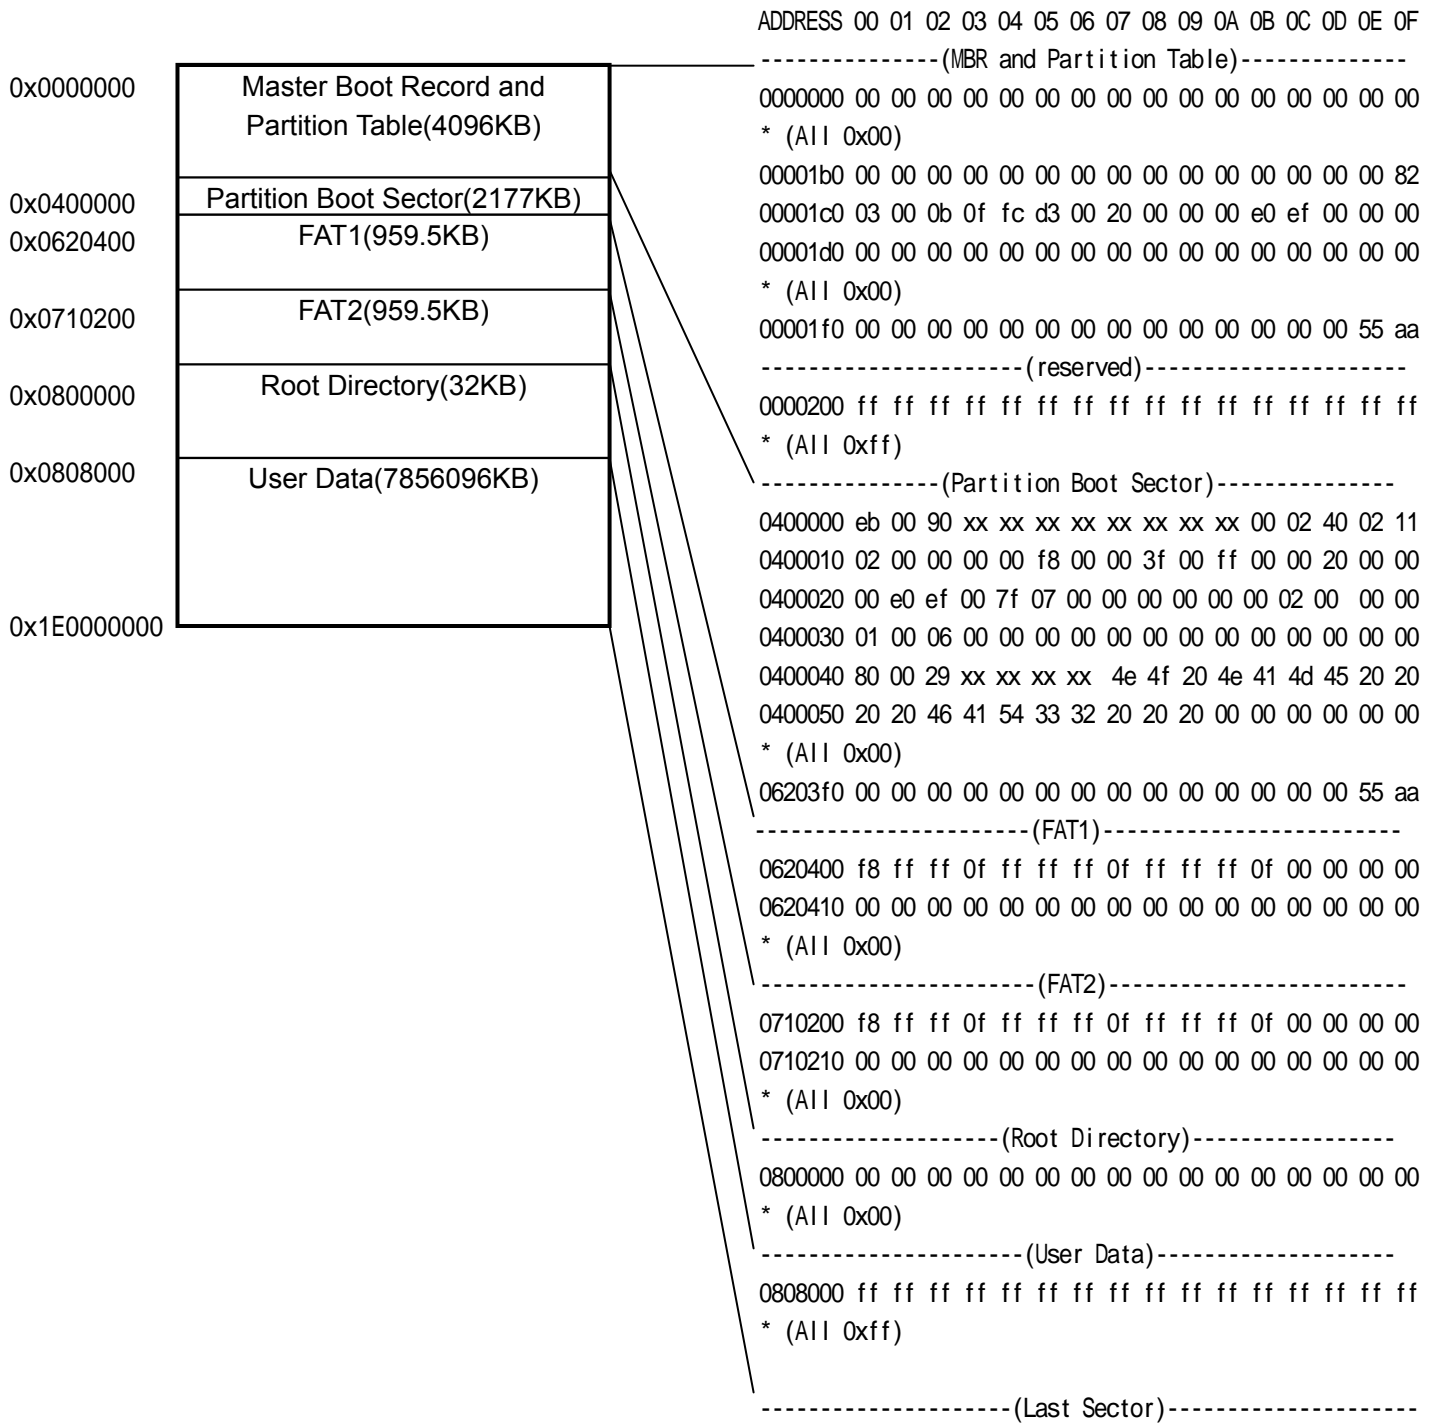 0x0000000
Master Boot Record and
Partition Table(4096KB)
0x0400000
Partition Boot Sector(2177KB)
0x0620400
FAT1(959.5KB)
0x0710200
FAT2(959.5KB)
0x0800000
Root Directory(32KB)
0x0808000
User Data(7856096KB)
0x1E0000000
ADDRESS 00 01 02 03 04 05 06 07 08 09 0A 0B 0C 0D 0E 0F
---------------(MBR and Partition Table)--------------
0000000 00 00 00 00 00 00 00 00 00 00 00 00 00 00 00 00
* (All 0x00)
00001b0 00 00 00 00 00 00 00 00 00 00 00 00 00 00 00 82
00001c0 03 00 0b 0f fc d3 00 20 00 00 00 e0 ef 00 00 00
00001d0 00 00 00 00 00 00 00 00 00 00 00 00 00 00 00 00
* (All 0x00)
00001f0 00 00 00 00 00 00 00 00 00 00 00 00 00 00 55 aa
----------------------(reserved)----------------------
0000200 ff ff ff ff ff ff ff ff ff ff ff ff ff ff ff ff
* (All 0xff)
---------------(Partition Boot Sector)---------------
0400000 eb 00 90 xx xx xx xx xx xx xx xx 00 02 40 02 11
0400010 02 00 00 00 00 f8 00 00 3f 00 ff 00 00 20 00 00
0400020 00 e0 ef 00 7f 07 00 00 00 00 00 00 02 00 00 00
0400030 01 00 06 00 00 00 00 00 00 00 00 00 00 00 00 00
0400040 80 00 29 xx xx xx xx 4e 4f 20 4e 41 4d 45 20 20
0400050 20 20 46 41 54 33 32 20 20 20 00 00 00 00 00 00
* (All 0x00)
06203f0 00 00 00 00 00 00 00 00 00 00 00 00 00 00 55 aa
-----------------------(FAT1)-------------------------
0620400 f8 ff ff 0f ff ff ff 0f ff ff ff 0f 00 00 00 00
0620410 00 00 00 00 00 00 00 00 00 00 00 00 00 00 00 00
* (All 0x00)
-----------------------(FAT2)-------------------------
0710200 f8 ff ff 0f ff ff ff 0f ff ff ff 0f 00 00 00 00
0710210 00 00 00 00 00 00 00 00 00 00 00 00 00 00 00 00
* (All 0x00)
--------------------(Root Directory)-----------------
0800000 00 00 00 00 00 00 00 00 00 00 00 00 00 00 00 00
* (All 0x00)
----------------------(User Data)--------------------
0808000 ff ff ff ff ff ff ff ff ff ff ff ff ff ff ff ff
* (All 0xff)
---------------------(Last Sector)---------------------